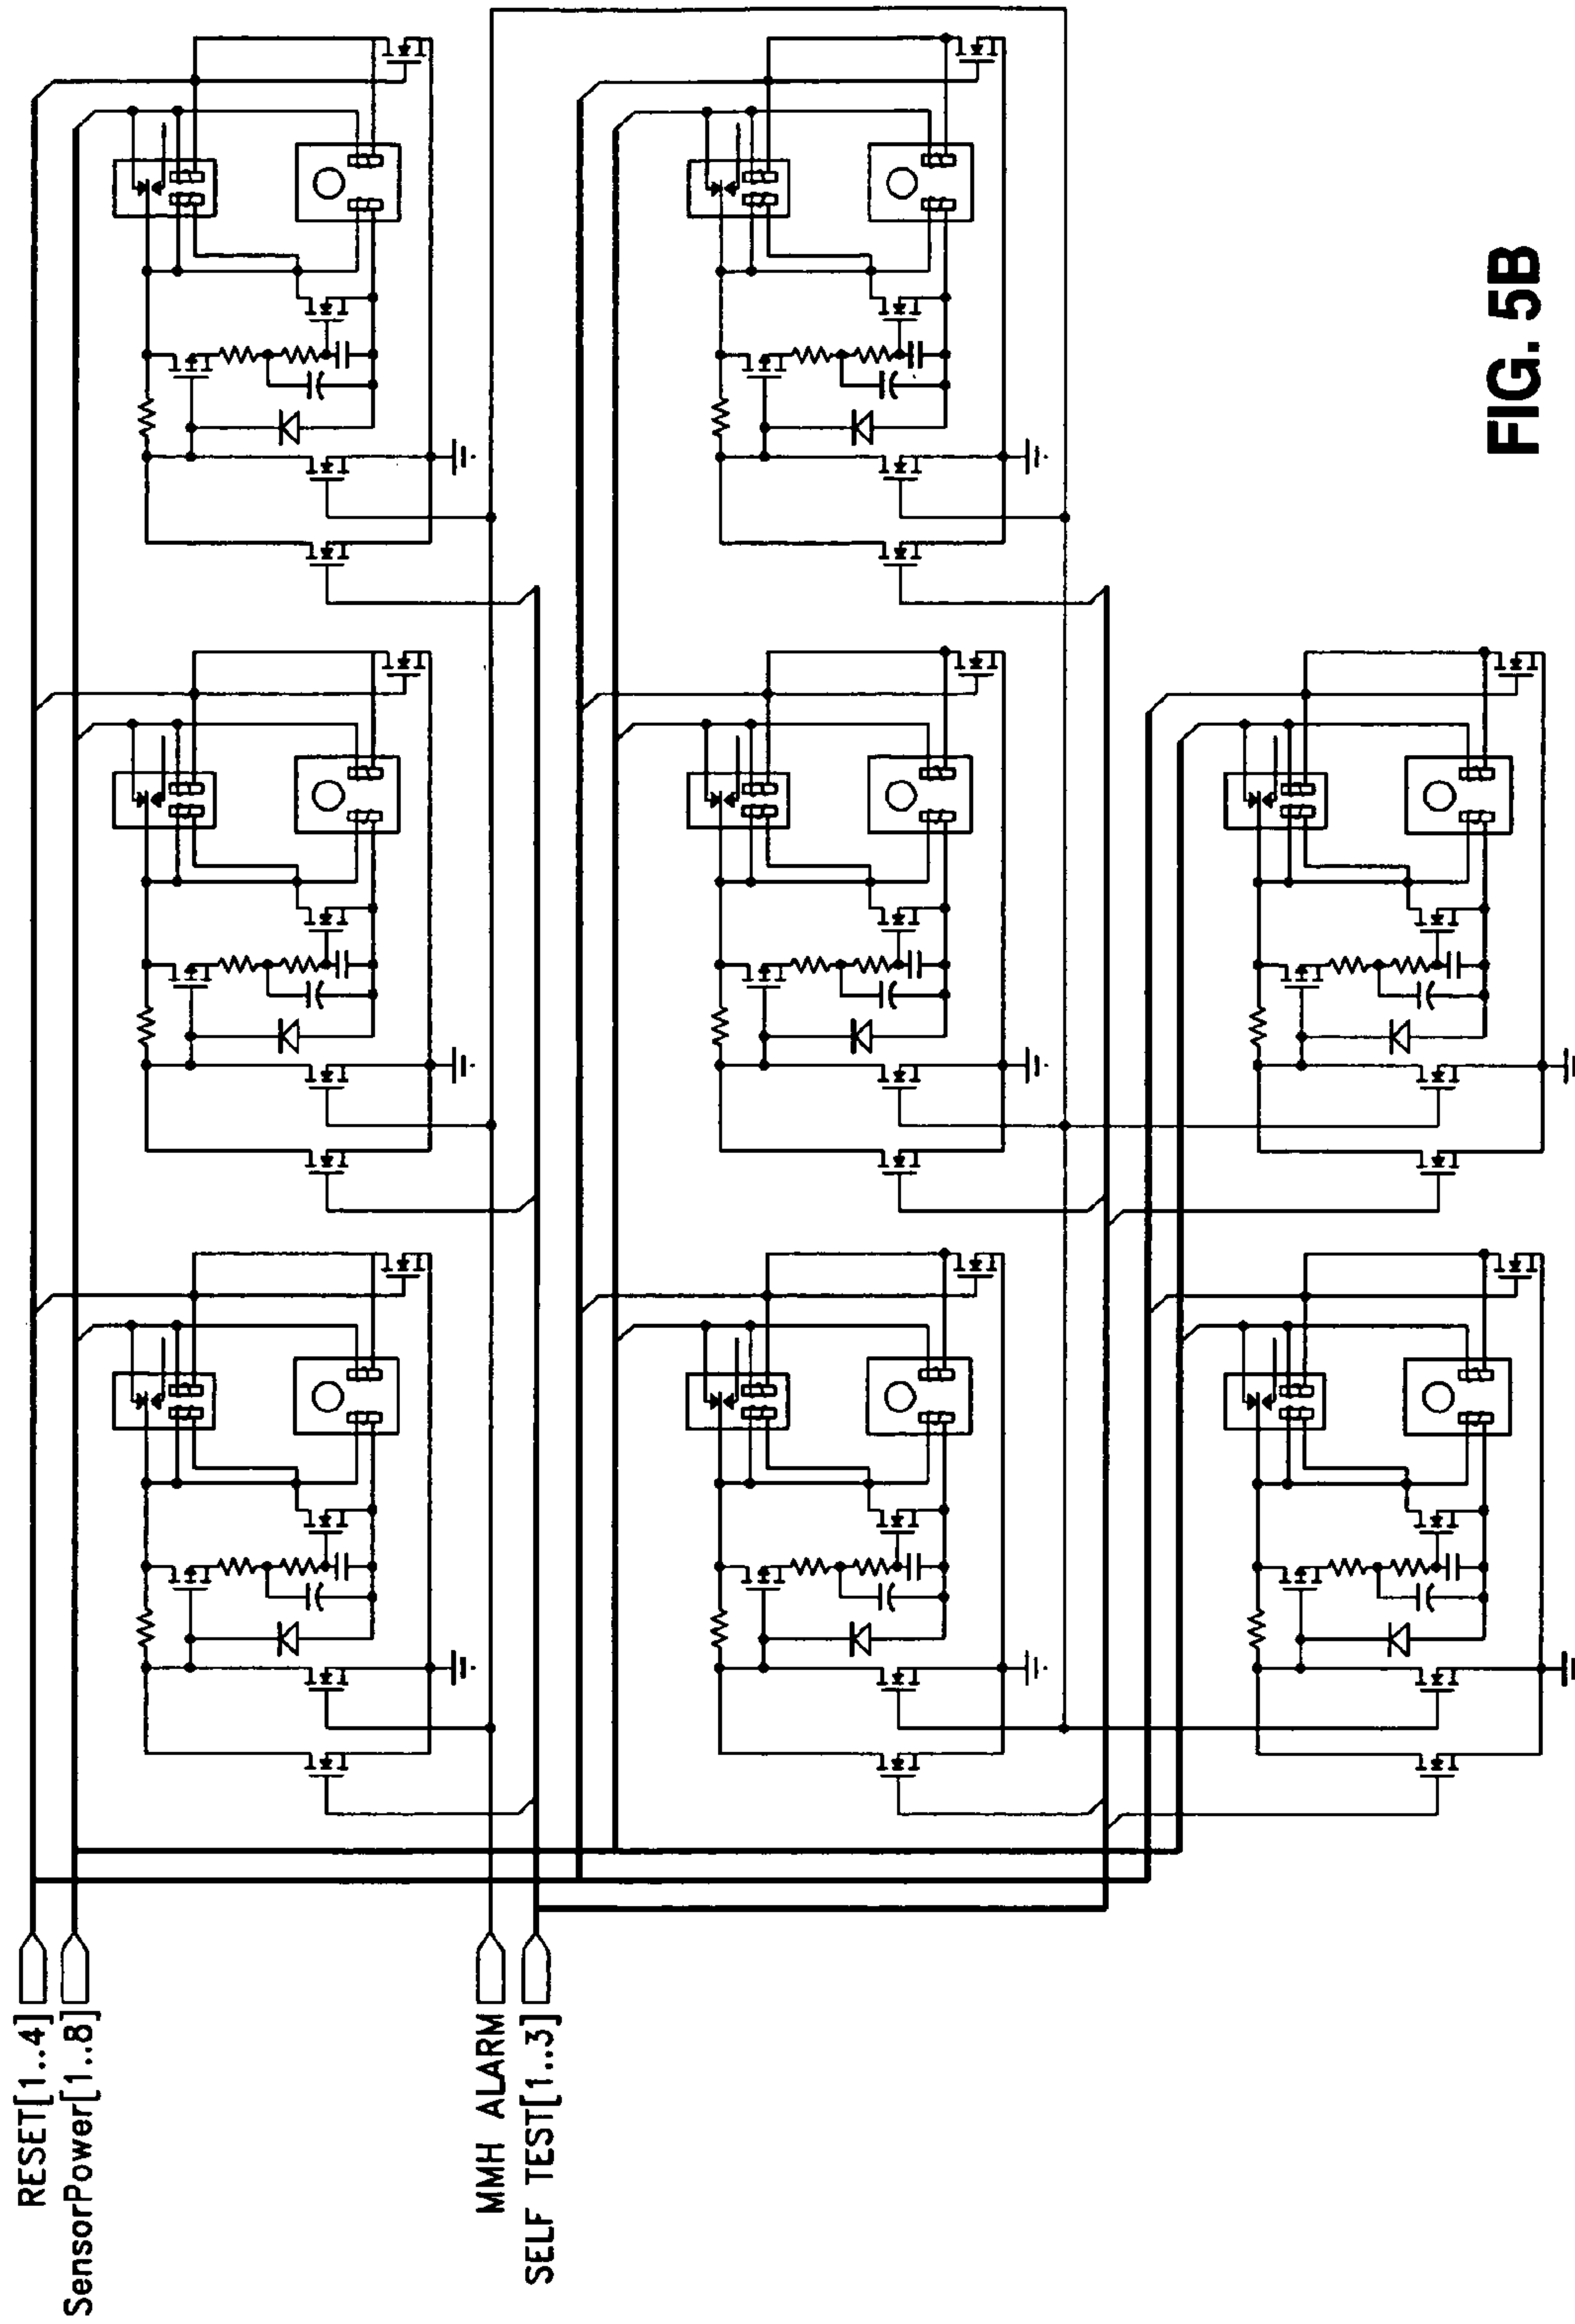 RESET[1..4]
SensorPower[1..8]
MMH ALARM
SELF TEST[1..3]
FIG. 5B